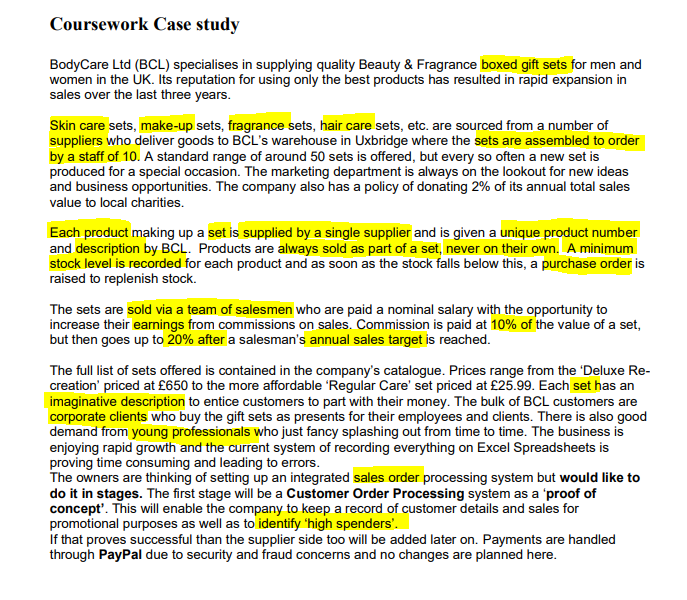 Coursework Case study
BodyCare Ltd (BCL) specialises in supplying quality Beauty & Fragrance boxed gift sets for men and
women in the UK. Its reputation for using only the best products has resulted in rapid expansion in
sales over the last three years.
Skin care sets, make-up sets, fragrance sets, hair care sets, etc. are sourced from a number of
suppliers who deliver goods to BCL's warehouse in Uxbridge where the sets are assembled to order
by a staff of 10. A standard range of around 50 sets is offered, but every so often a new set is
produced for a special occasion. The marketing department is always on the lookout for new ideas
and business opportunities. The company also has a policy of donating 2% of its annual total sales
value to local charities.
Each product making up a set is supplied by a single supplier and is given a unique product number
and description by BCL. Products are always sold as part of a set, never on their own. A minimum
stock level is recorded for each product and as soon as the stock falls below this, a purchase order is
raised to replenish stock.
The sets are sold via a team of salesmen who are paid a nominal salary with the opportunity to
increase their earnings from commissions on sales. Commission is paid at 10% of the value of a set,
but then goes up to 20% after a salesman's annual sales target is reached.
The full list of sets offered is contained in the company's catalogue. Prices range from the 'Deluxe Re-
creation' priced at £650 to the more affordable 'Regular Care' set priced at £25.99. Each set has an
imaginative description to entice customers to part with their money. The bulk of BCL customers are
corporate clients who buy the gift sets as presents for their employees and clients. There is also good
demand from young professionals who just fancy splashing out from time to time. The business is
enjoying rapid growth and the current system of recording everything on Excel Spreadsheets is
proving time consuming and leading to errors.
The owners are thinking of setting up an integrated sales order processing system but would like to
do it in stages. The first stage will be a Customer Order Processing system as a 'proof of
concept'. This will enable the company to keep a record of customer details and sales for
promotional purposes as well as to identify 'high spenders'.
If that proves successful than the supplier side too will be added later on. Payments are handled
through PayPal due to security and fraud concerns and no changes are planned here.